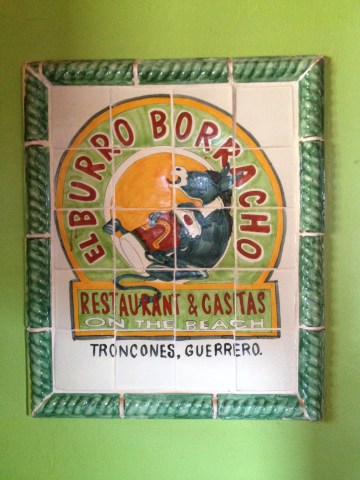 EL BURRO BORRACHO
RESTAURANT & CASITAS
ON THE BEACH
TRONCONES, GUERRERO.